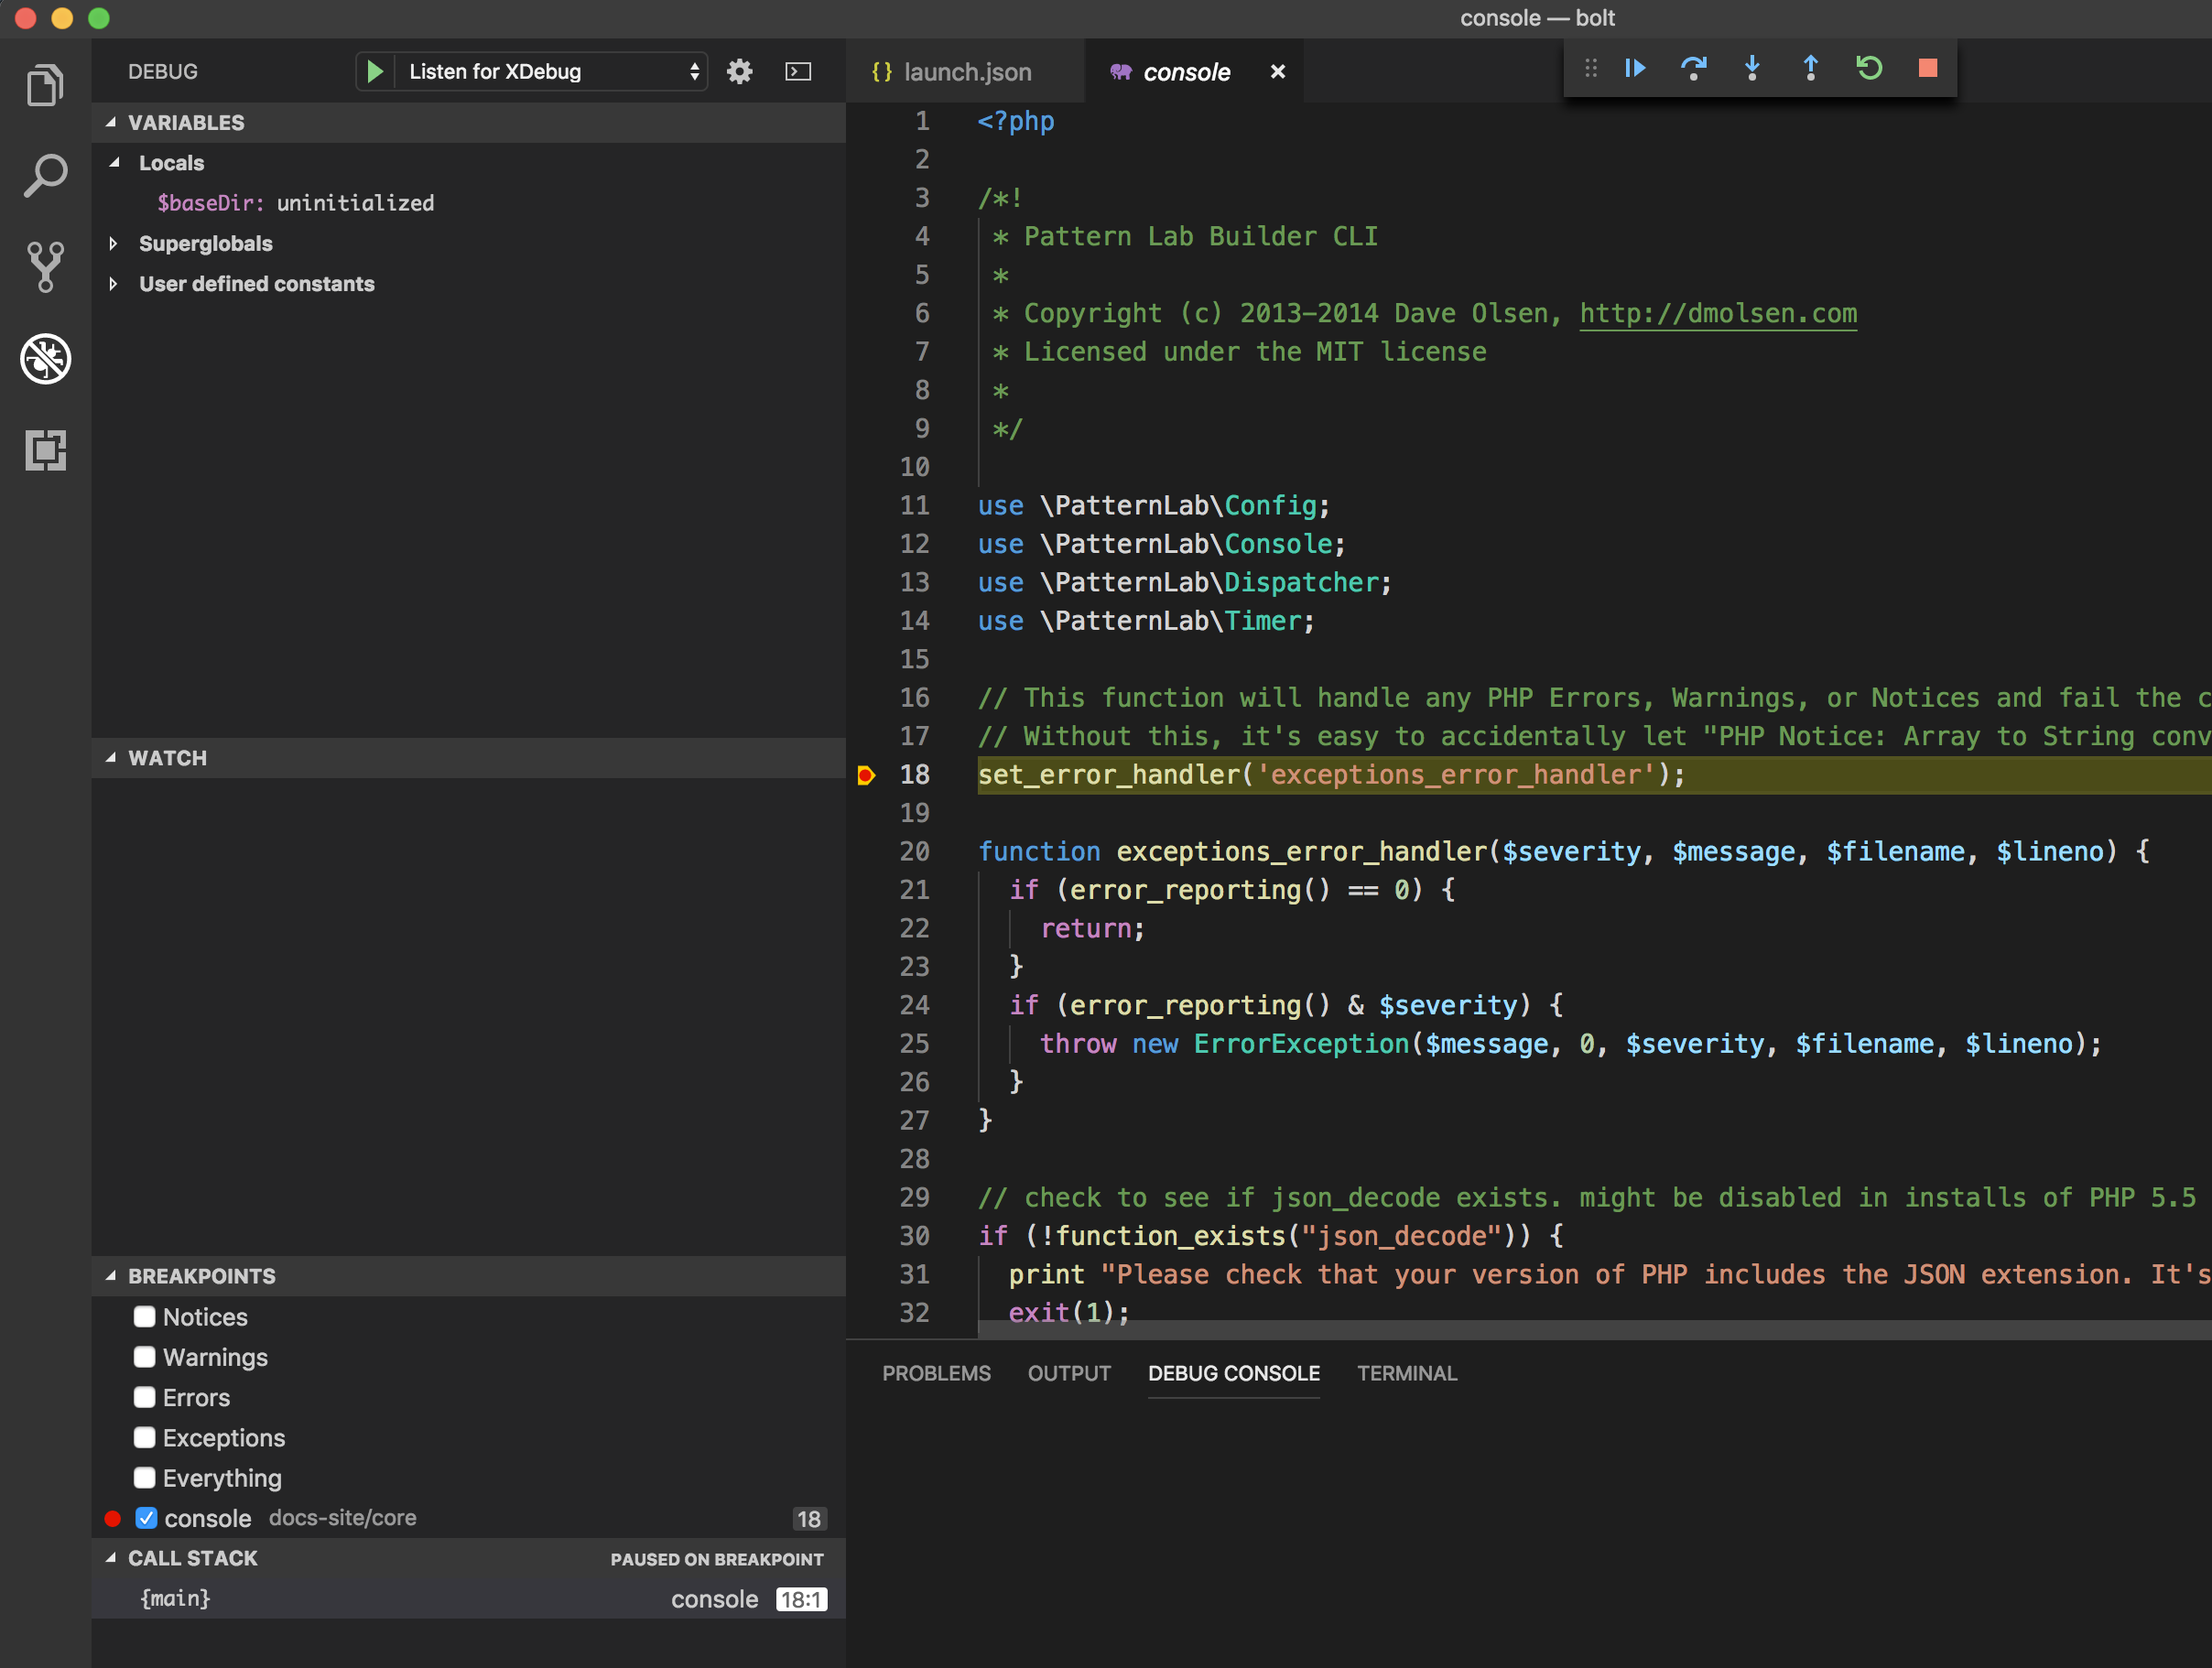 console — bolt
DEBUG
Listen for XDebug
VARIABLES
Locals
$baseDir: uninitialized
Superglobals
User defined constants
WATCH
BREAKPOINTS
Notices
Warnings
Errors
Exceptions
Everything
console docs-site/core 18
CALL STACK PAUSED ON BREAKPOINT
{main} console 18:1
{} launch.json console ×
1 <?php
2
3 /*!
4 * Pattern Lab Builder CLI
5 *
6 * Copyright (c) 2013-2014 Dave Olsen, http://dmolsen.com
7 * Licensed under the MIT license
8 *
9 */
10
11 use \PatternLab\Config;
12 use \PatternLab\Console;
13 use \PatternLab\Dispatcher;
14 use \PatternLab\Timer;
15
16 // This function will handle any PHP Errors, Warnings, or Notices and fail the c
17 // Without this, it's easy to accidentally let "PHP Notice: Array to String conv
18 set_error_handler('exceptions_error_handler');
19
20 function exceptions_error_handler($severity, $message, $filename, $lineno) {
21 if (error_reporting() == 0) {
22 return;
23 }
24 if (error_reporting() & $severity) {
25 throw new ErrorException($message, 0, $severity, $filename, $lineno);
26 }
27 }
28
29 // check to see if json_decode exists. might be disabled in installs of PHP 5.5
30 if (!function_exists("json_decode")) {
31 print "Please check that your version of PHP includes the JSON extension. It's
32 exit(1);
PROBLEMS OUTPUT DEBUG CONSOLE TERMINAL